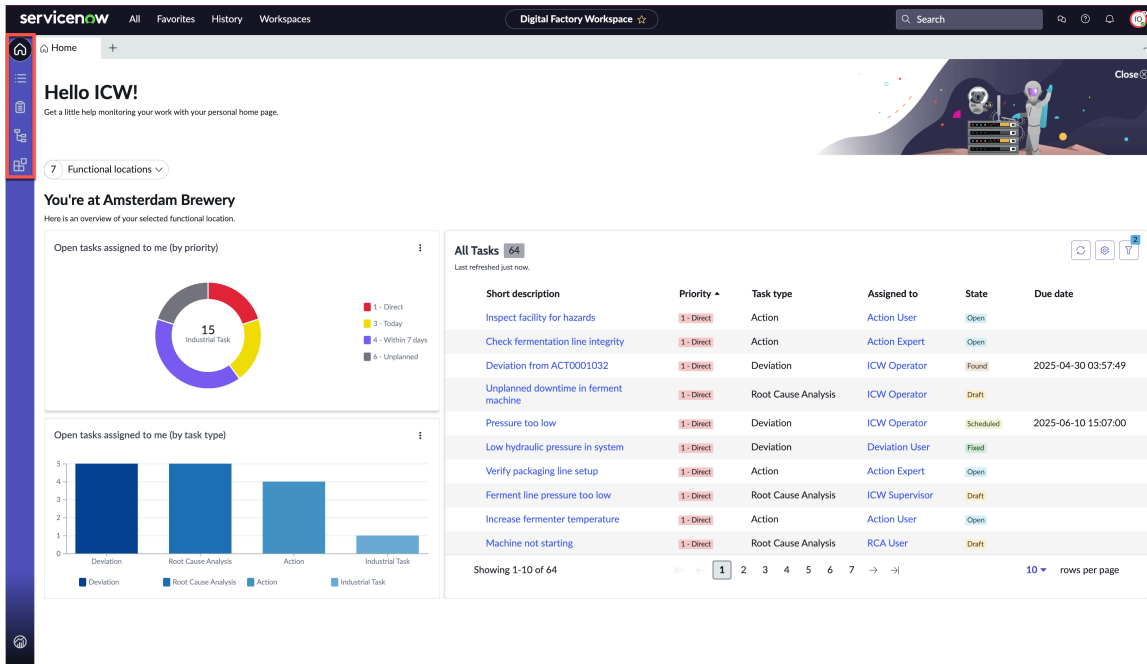 servicenow All Favorites History Workspaces Digital Factory Workspace Search IO
Home
Close
Hello ICW!
Get a little help monitoring your work with your personal home page.
7 Functional locations
You're at Amsterdam Brewery
Here is an overview of your selected functional location.
Open tasks assigned to me (by priority)
15
Industrial Task
1 - Direct
3 - Today
4 - Within 7 days
6 - Unplanned
Open tasks assigned to me (by task type)
5
4
3
2
1
0
Deviation Root Cause Analysis Action Industrial Task
Deviation Root Cause Analysis Action Industrial Task
All Tasks 64
2
Last refreshed just now.
Short description Priority Task type Assigned to State Due date
Inspect facility for hazards 1 - Direct Action Action User Open
Check fermentation line integrity 1 - Direct Action Action Expert Open
Deviation from ACT0001032 1 - Direct Deviation ICW Operator Found 2025-04-30 03:57:49
Unplanned downtime in ferment
machine 1 - Direct Root Cause Analysis ICW Operator Draft
Pressure too low 1 - Direct Deviation ICW Operator Scheduled 2025-06-10 15:07:00
Low hydraulic pressure in system 1 - Direct Deviation Deviation User Fixed
Verify packaging line setup 1 - Direct Action Action Expert Open
Ferment line pressure too low 1 - Direct Root Cause Analysis ICW Supervisor Draft
Increase fermenter temperature 1 - Direct Action Action User Open
Machine not starting 1 - Direct Root Cause Analysis RCA User Draft
Showing 1-10 of 64 1 2 3 4 5 6 7 10 rows per page